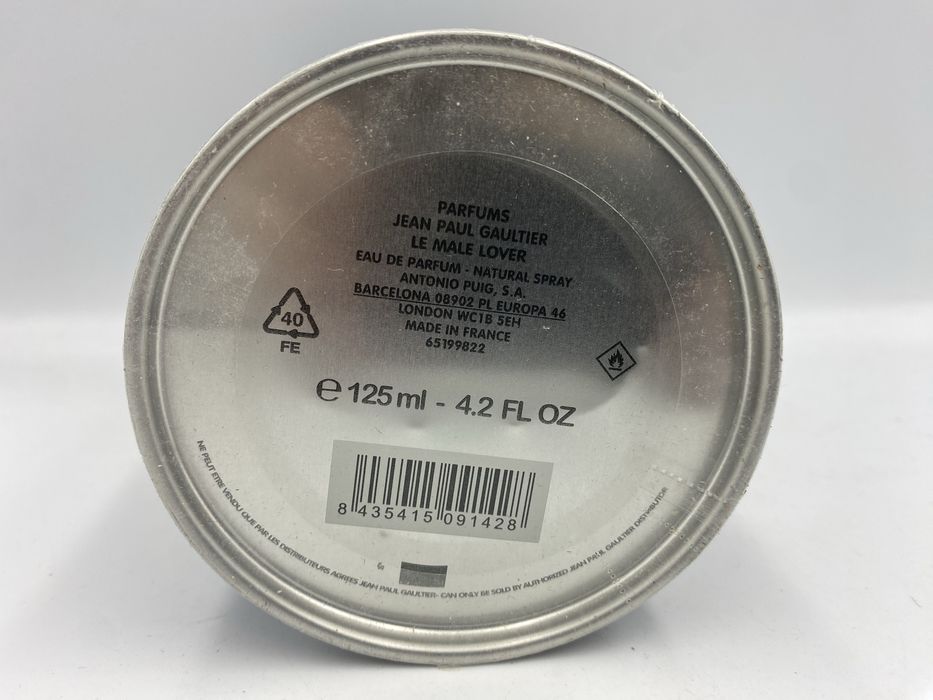 PARFUMS
JEAN PAUL GAULTIER
LE MALE LOVER
EAU DE PARFUM - NATURAL SPRAY
ANTONIO PUIG, S.A.
BARCELONA 08902 PL EUROPA 46
LONDON WC1B 5EH
MADE IN FRANCE
65199822
40
FE
℮ 125 ml - 4.2 FL OZ
8 435415 091428
NE PEUT ETRE VENDU QUE PAR LES DISTRIBUTEURS AGREES JEAN PAUL GAULTIER- CAN ONLY BE SOLD BY AUTHORIZED JEAN PAUL GAULTIER DISTRIBUTOR